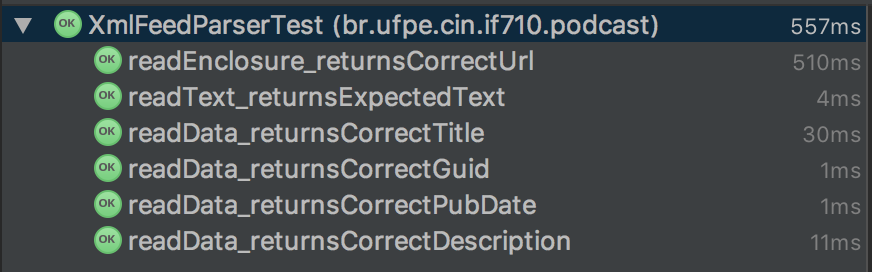 OK XmlFeedParserTest (br.ufpe.cin.if710.podcast) 557ms
OK readEnclosure_returnsCorrectUrl 510ms
OK readText_returnsExpectedText 4ms
OK readData_returnsCorrectTitle 30ms
OK readData_returnsCorrectGuid 1ms
OK readData_returnsCorrectPubDate 1ms
OK readData_returnsCorrectDescription 11ms